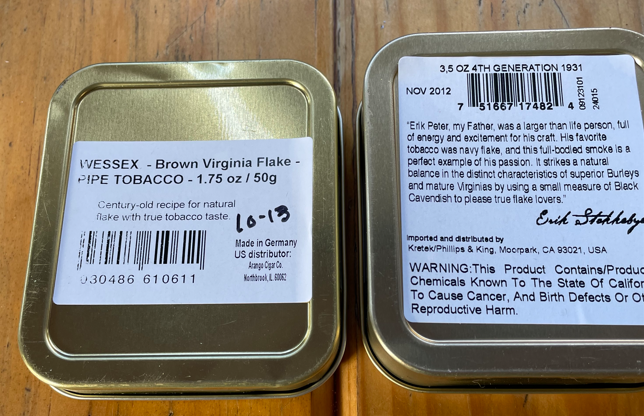 WESSEX - Brown Virginia Flake -
PIPE TOBACCO - 1.75 oz / 50g
Century-old recipe for natural
flake with true tobacco taste.
10-13
Made in Germany
US distributor:
Arango Cigar Co.
Northbrook, IL 60062
030486 610611
3,5 OZ 4TH GENERATION 1931
NOV 2012
7 51667 17482 4
09123101
24015
"Erik Peter, my Father, was a larger than life person, full
of energy and excitement for his craft. His favorite
tobacco was navy flake, and this full-bodied smoke is a
perfect example of his passion. It strikes a natural
balance in the distinct characteristics of superior Burleys
and mature Virginias by using a small measure of Black
Cavendish to please true flake lovers."
Erik Stokkebye
Imported and distributed by
Kretek/Phillips & King, Moorpark, CA 93021, USA
WARNING:This Product Contains/Produc
Chemicals Known To The State Of Califor
To Cause Cancer, And Birth Defects Or Ot
Reproductive Harm.